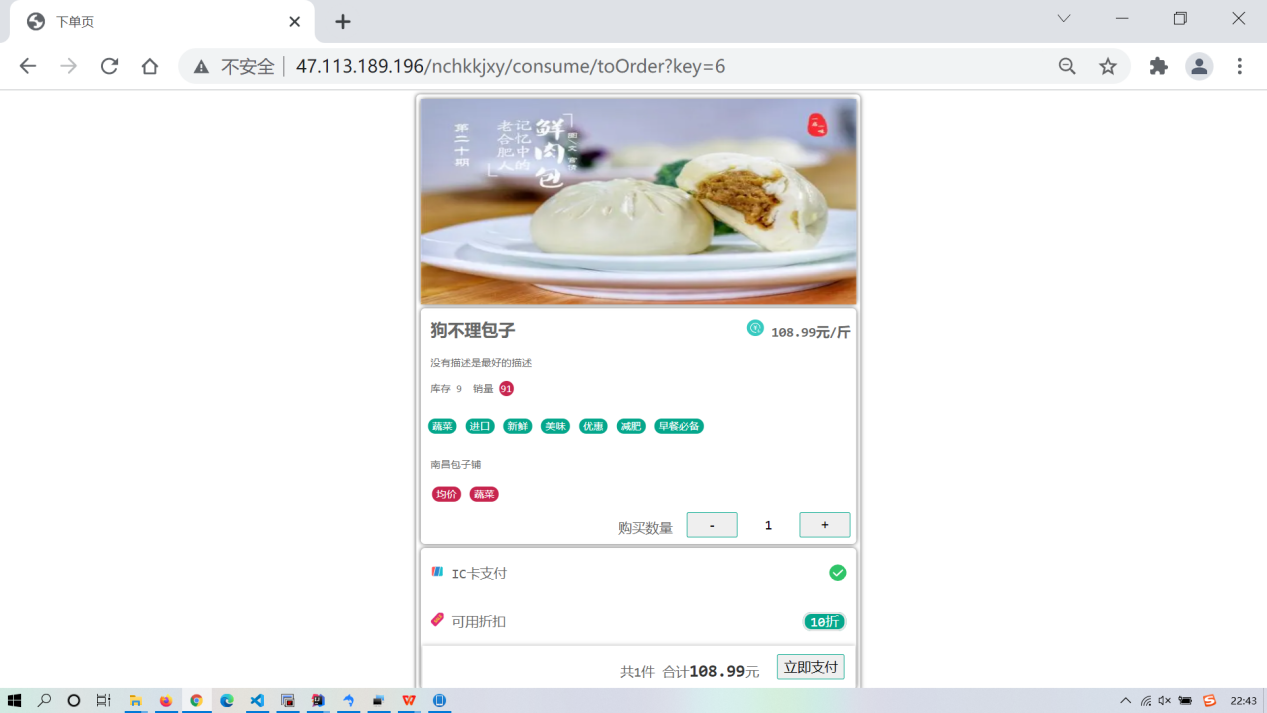 下单页
不安全
47.113.189.196/nchkkjxy/consume/toOrder?key=6
鲜肉包
记忆中的
老合肥人
第二十期
狗不理包子
108.99元/斤
没有描述是最好的描述
库存 9 销量 91
蔬菜 进口 新鲜 美味 优惠 减肥 早餐必备
南昌包子铺
均价 蔬菜
购买数量 - 1 +
IC卡支付
可用折扣 10折
共1件 合计108.99元 立即支付
22:43